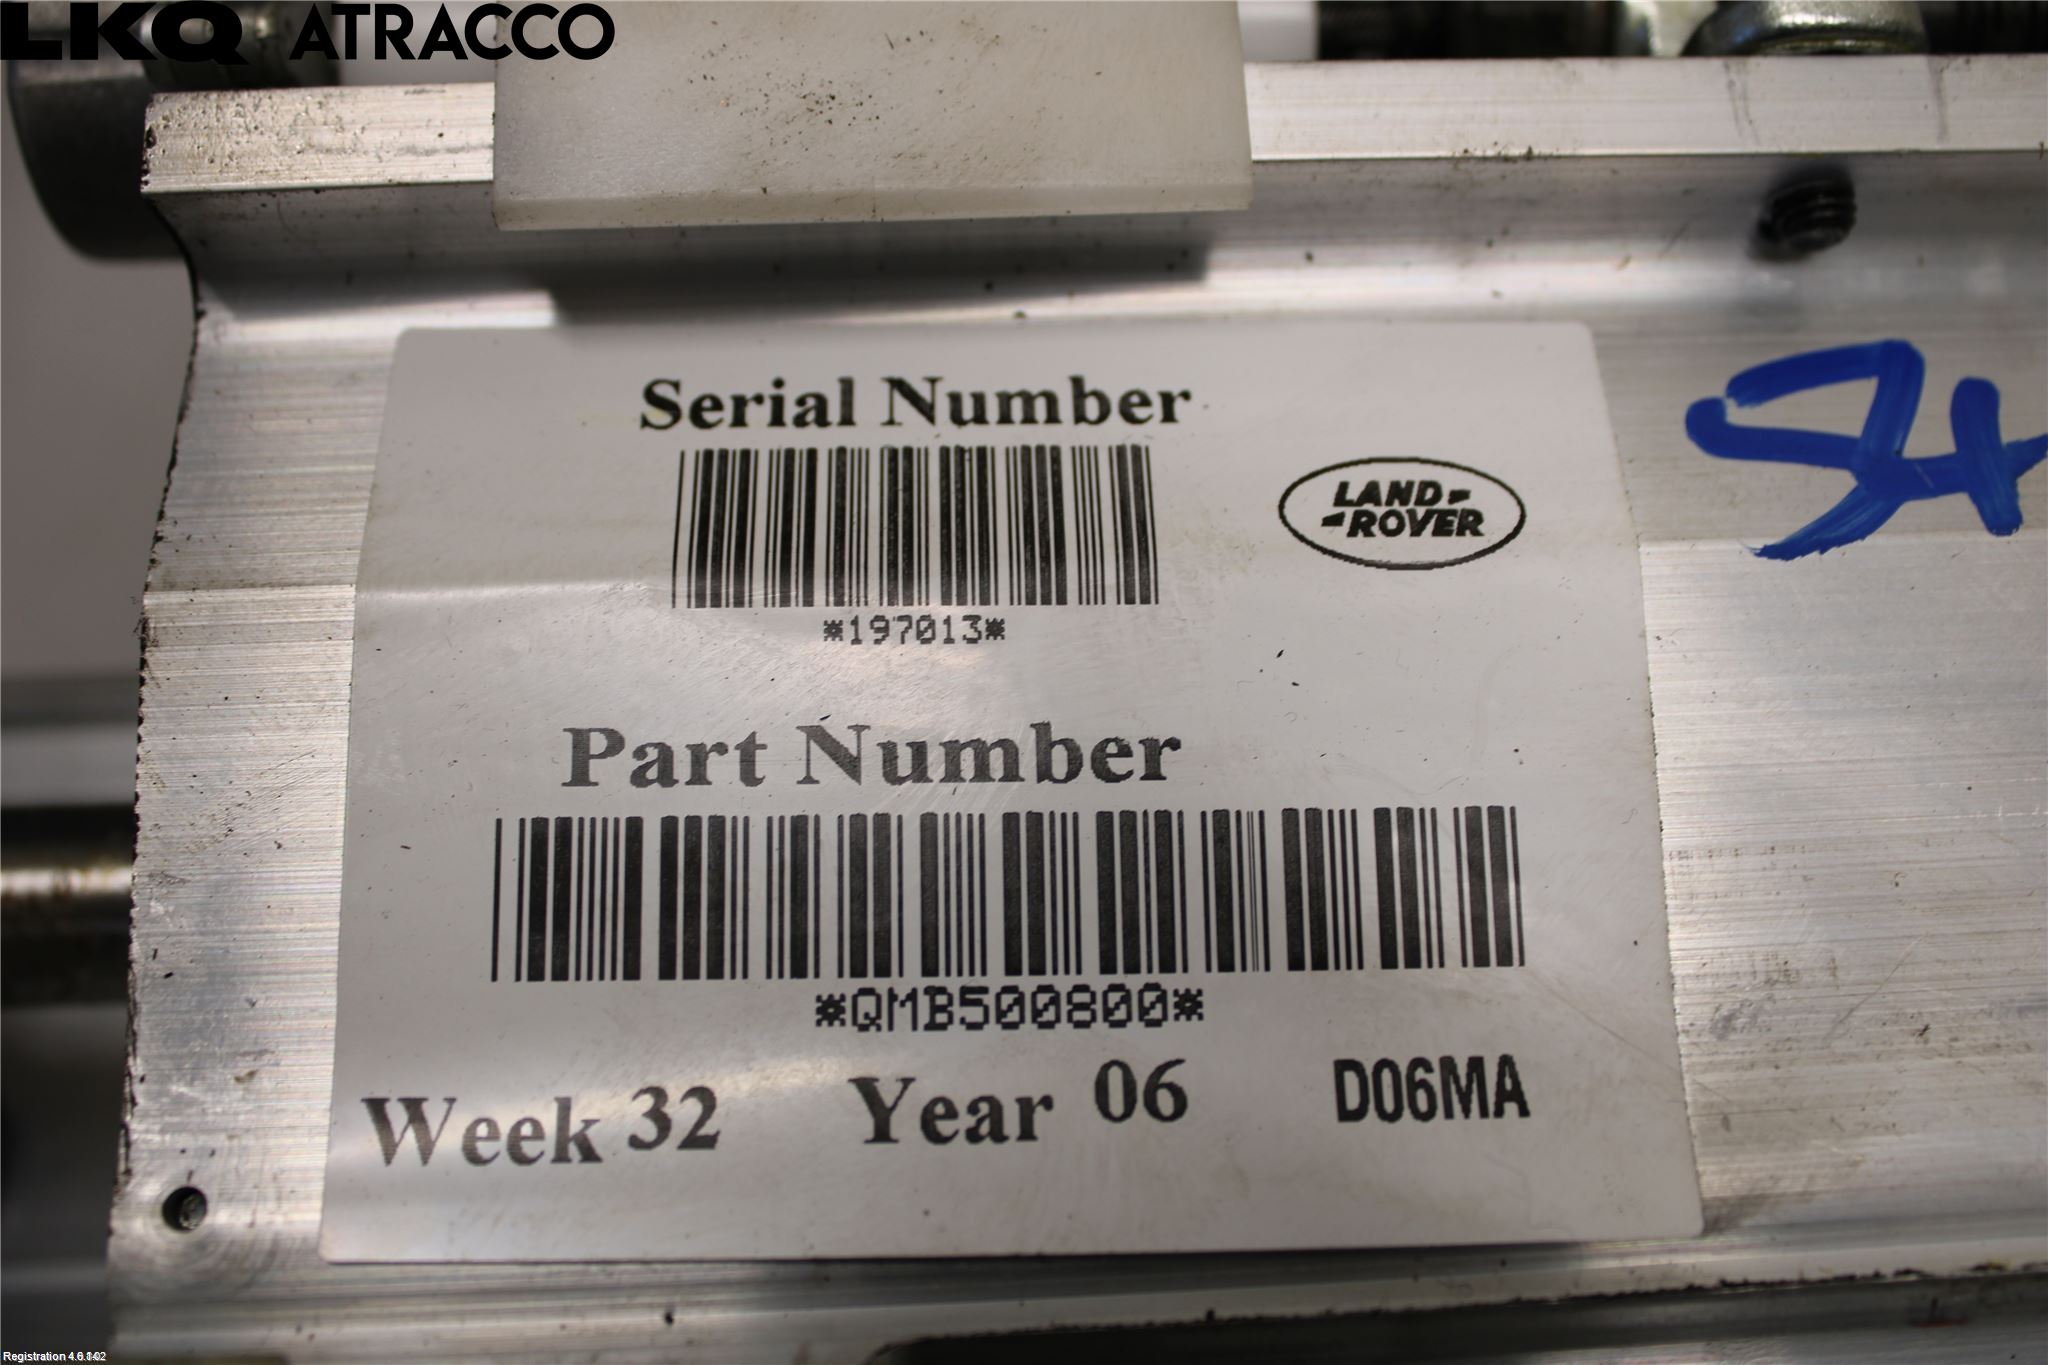 LKQ ATRACCO
Serial Number
*197013*
LAND-
-ROVER
Part Number
*QMB500800*
Week 32 Year 06 D06MA